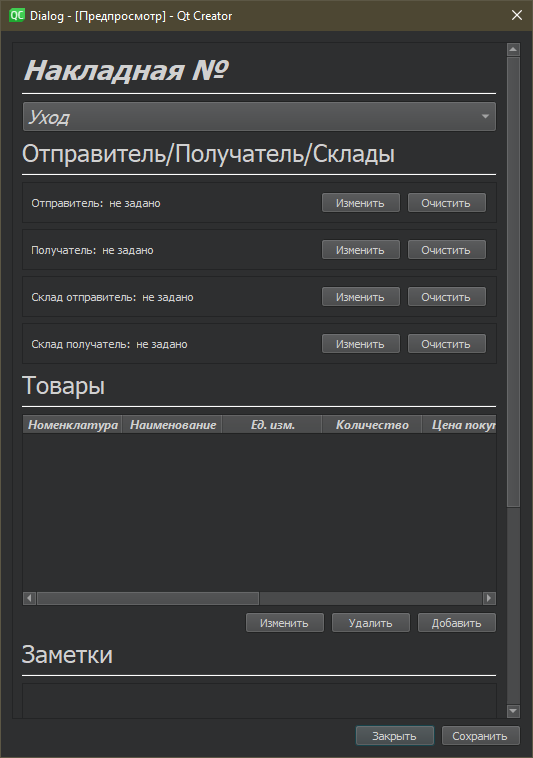 QC Dialog - [Предпросмотр] - Qt Creator
Накладная №
Уход
Отправитель/Получатель/Склады
Отправитель: не задано Изменить Очистить
Получатель: не задано Изменить Очистить
Склад отправитель: не задано Изменить Очистить
Склад получатель: не задано Изменить Очистить
Товары
Номенклатура Наименование Ед. изм. Количество Цена покуп
Изменить Удалить Добавить
Заметки
Закрыть Сохранить